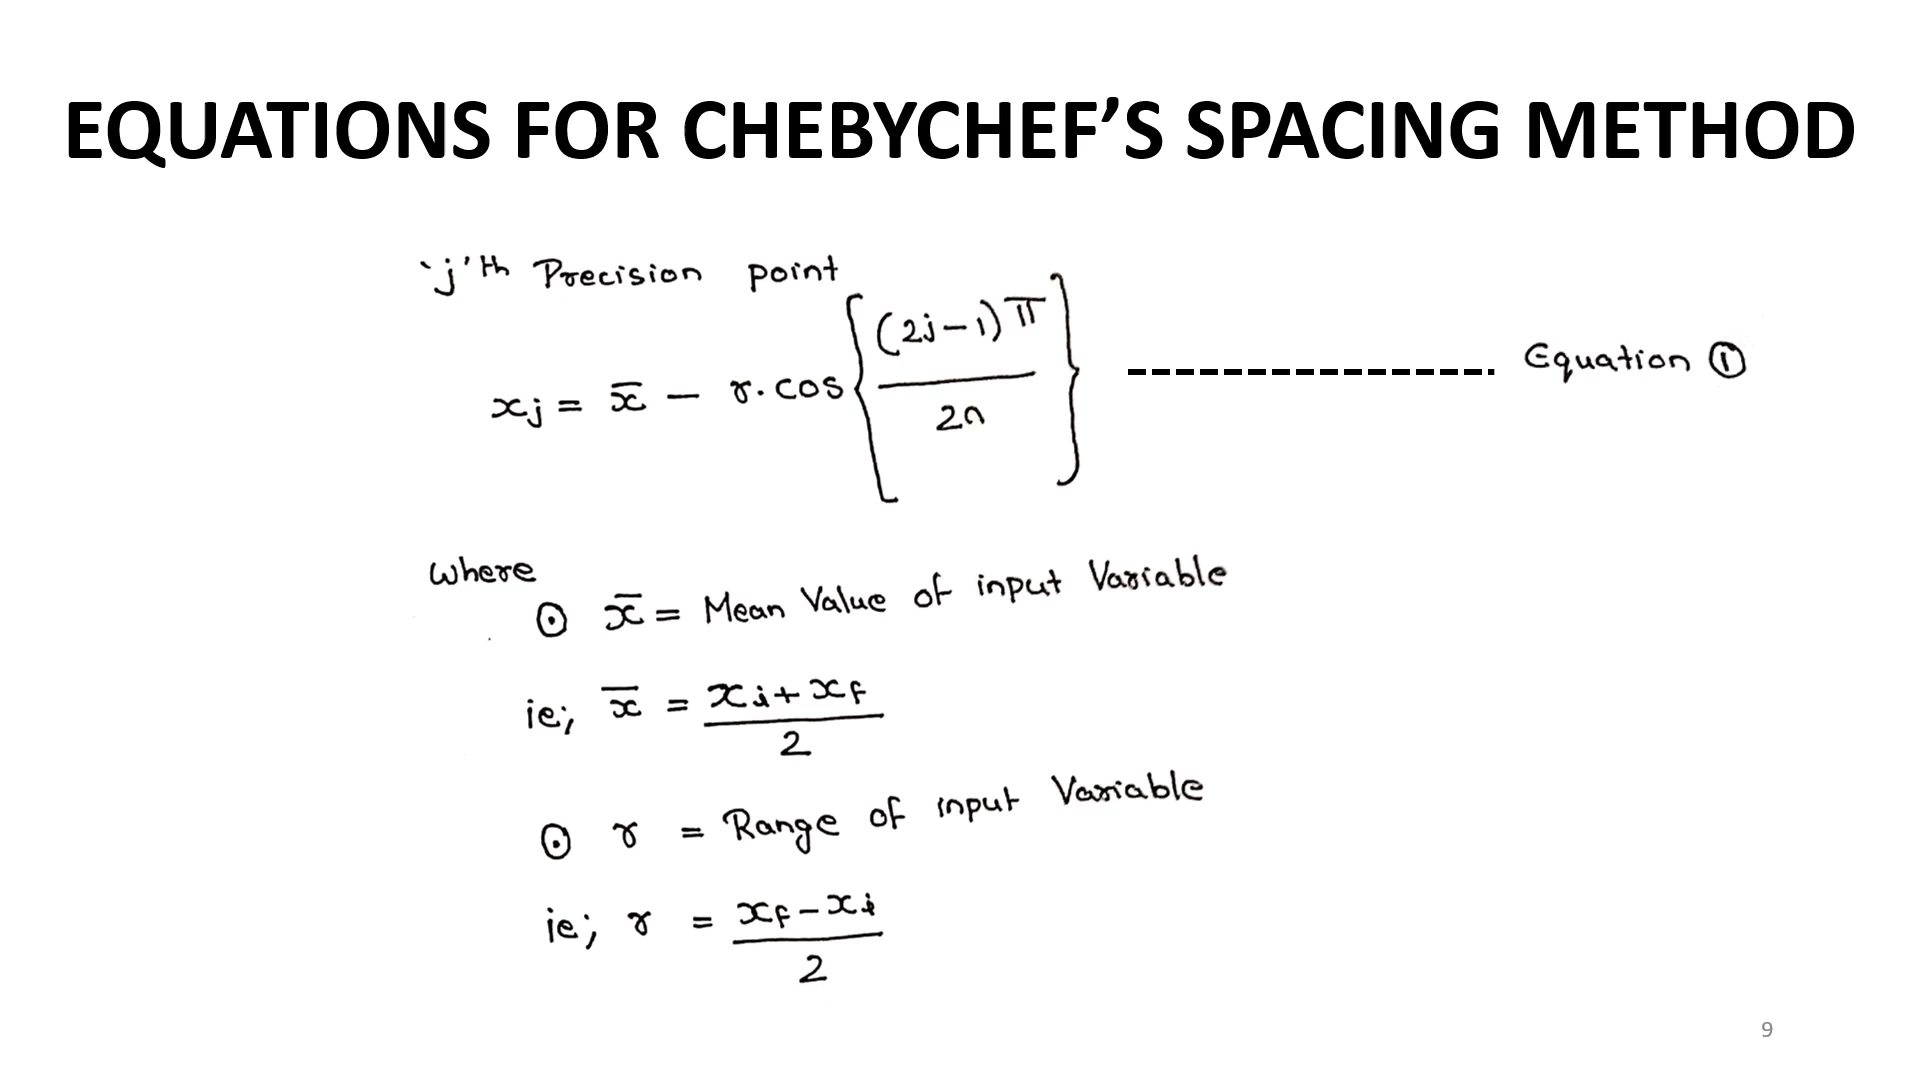 EQUATIONS FOR CHEBYCHEF’S SPACING METHOD
‘j’th Precision point
xj = x̄ – r.cos{(2j-1)π / 2n} --------------- Equation ①
where
⊙ x̄ = Mean Value of input Variable
ie; x̄ = xi+xf / 2
⊙ r = Range of input Variable
ie; r = xf-xi / 2
9